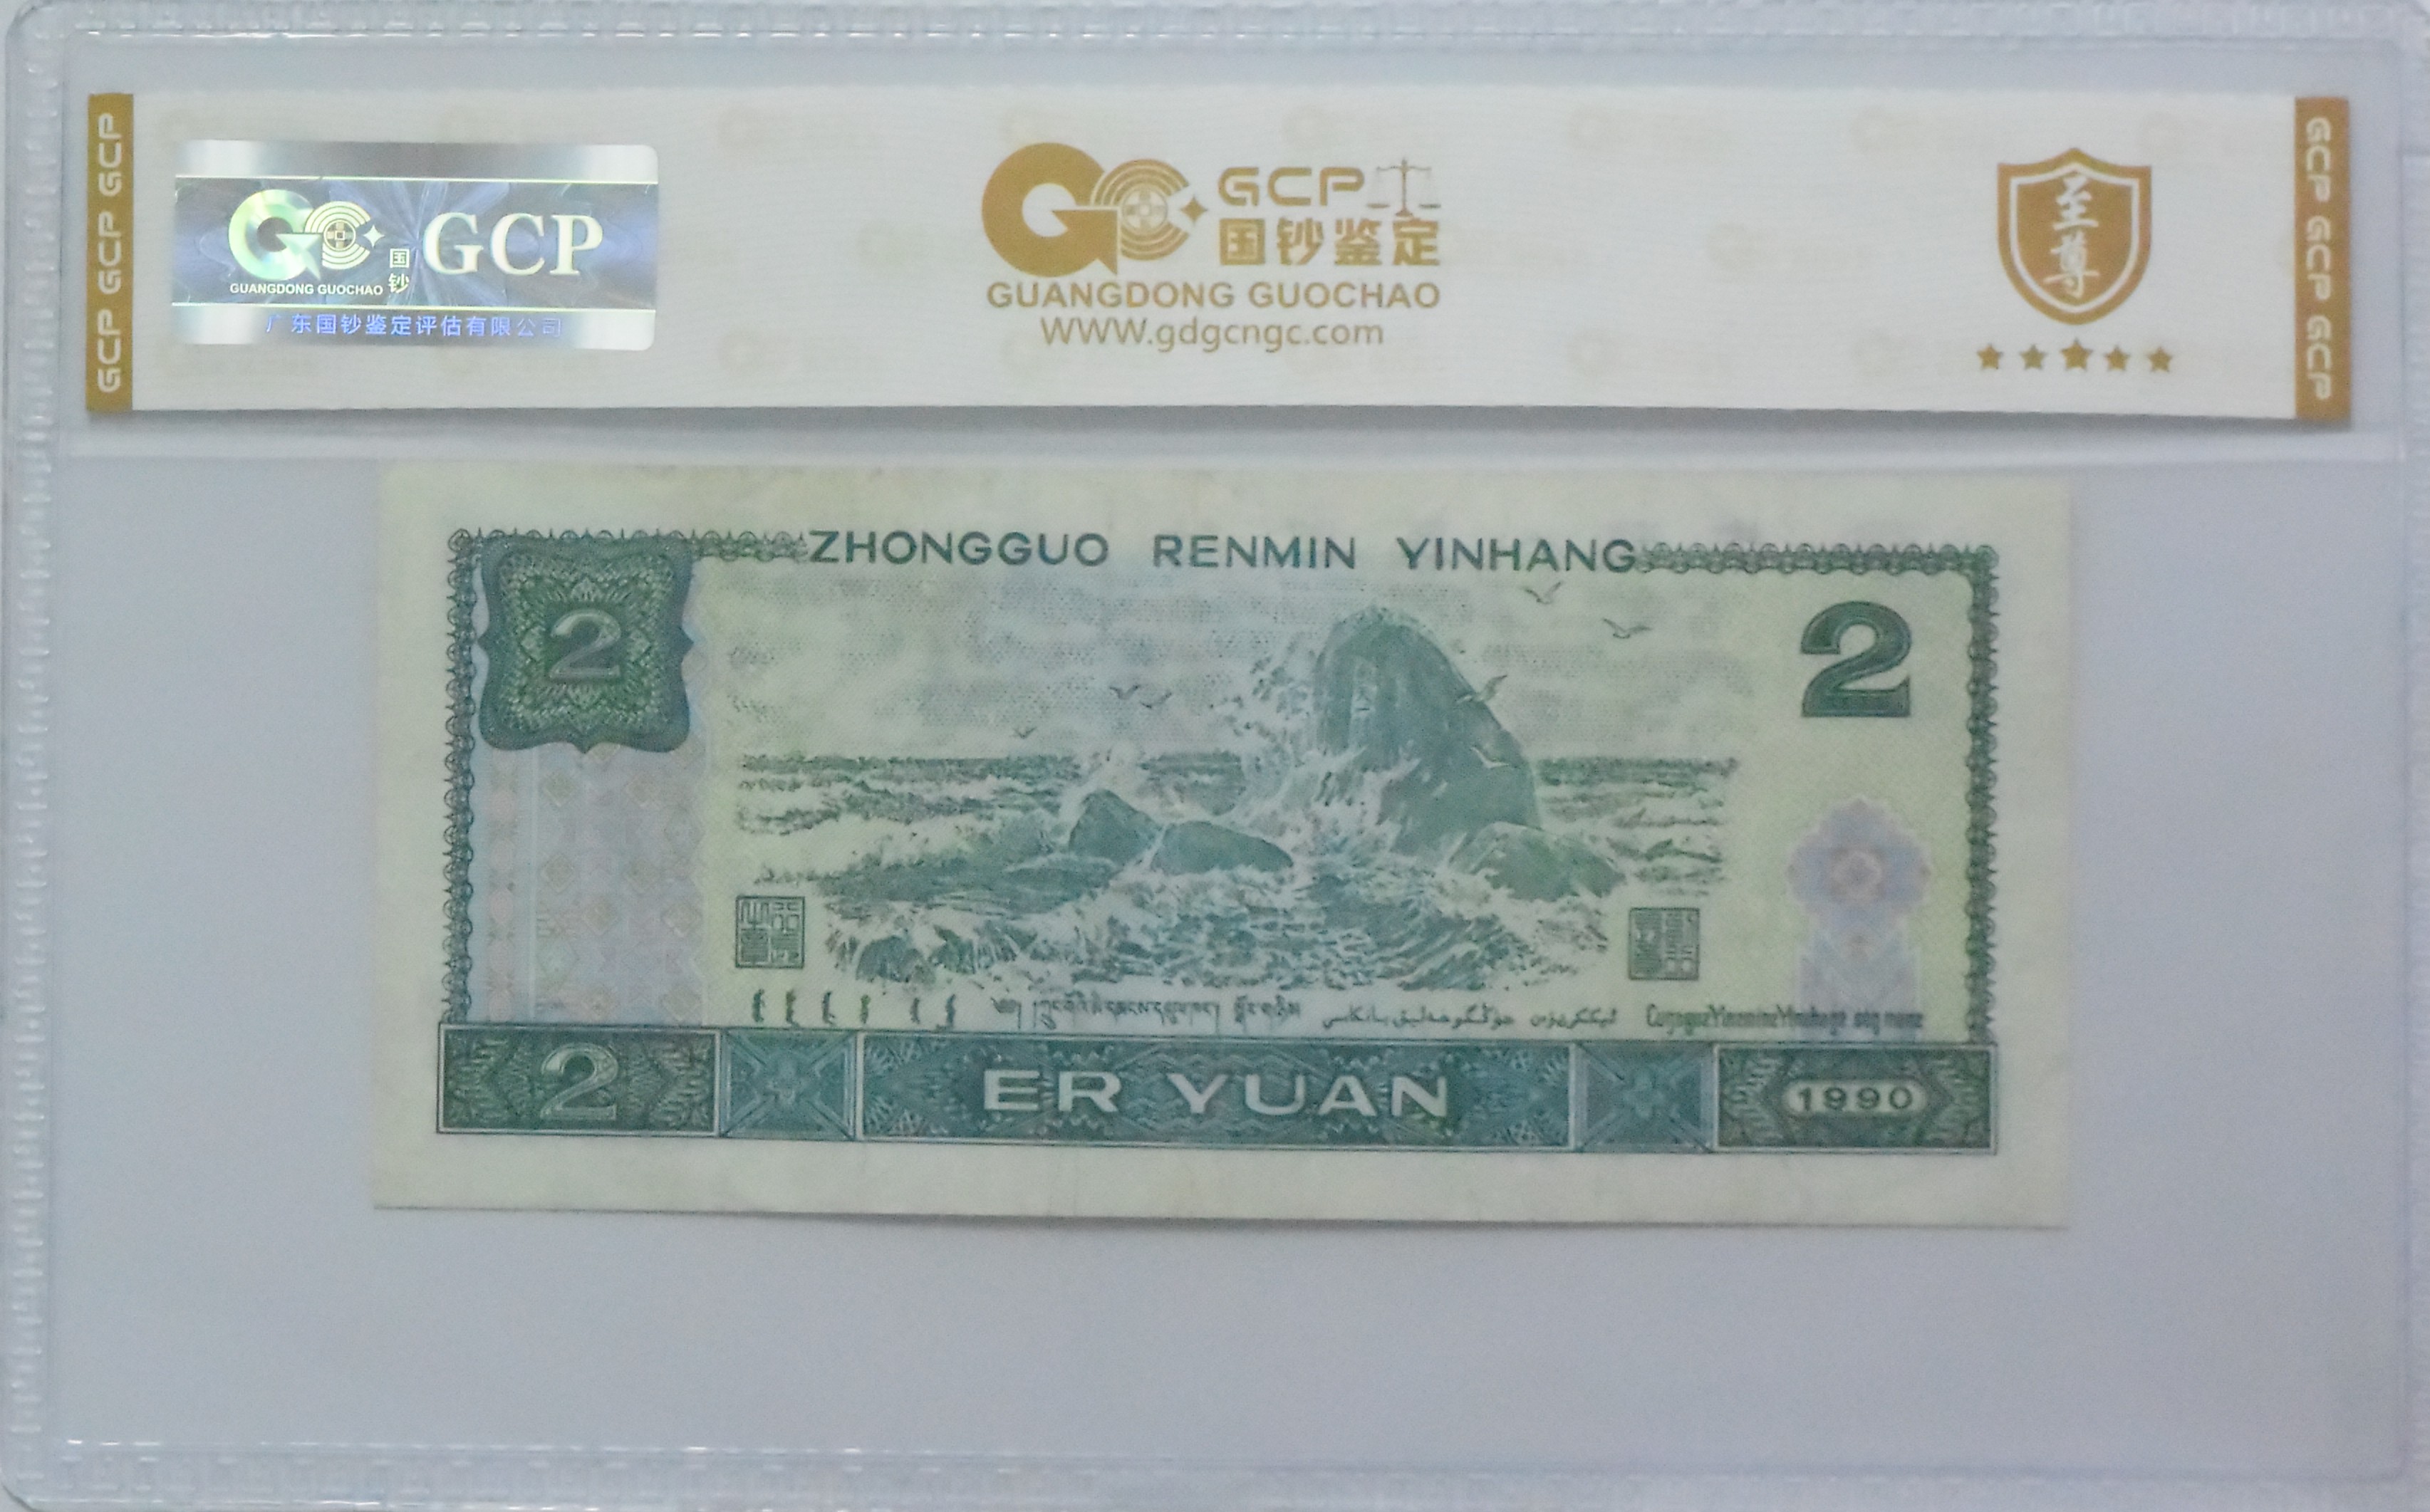 GCP GCP GCP
国钞
GCP
GUANGDONG GUOCHAO
广东国钞鉴定评估有限公司
GCP
国钞鉴定
GUANGDONG GUOCHAO
WWW.gdgcngc.com
至尊
GCP GCP GCP
ZHONGGUO RENMIN YINHANG
2
2
2
ER YUAN
1990